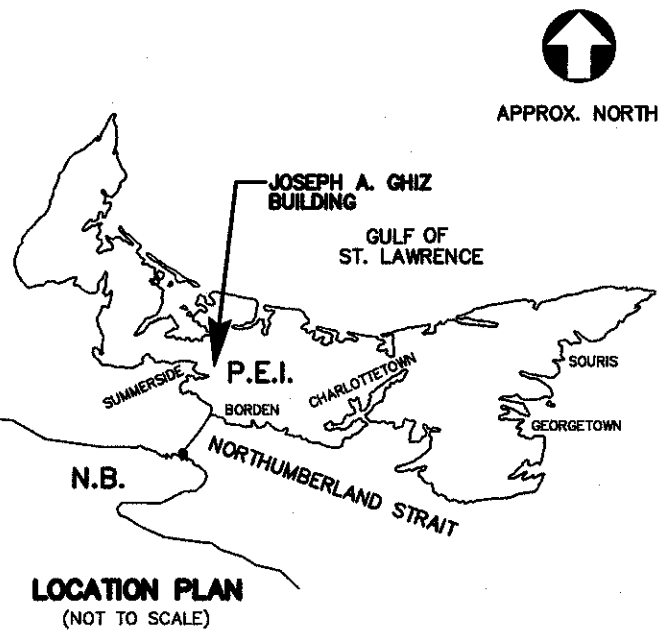 APPROX. NORTH
JOSEPH A. GHIZ
BUILDING
GULF OF
ST. LAWRENCE
SUMMERSIDE
P.E.I.
CHARLOTTETOWN
SOURIS
BORDEN
GEORGETOWN
N.B.
NORTHUMBERLAND STRAIT
LOCATION PLAN
(NOT TO SCALE)